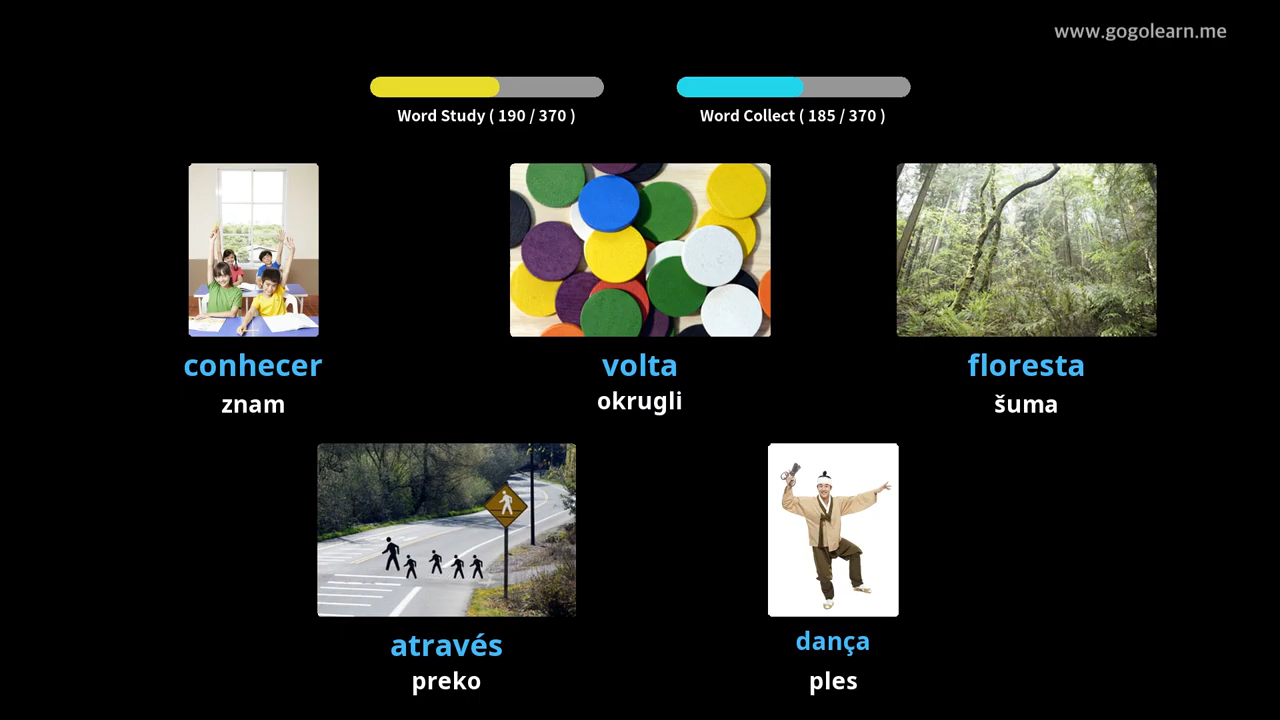 www.gogolearn.me
Word Study ( 190 / 370 )
Word Collect ( 185 / 370 )
conhecer
znam
volta
okrugli
floresta
šuma
através
preko
dança
ples